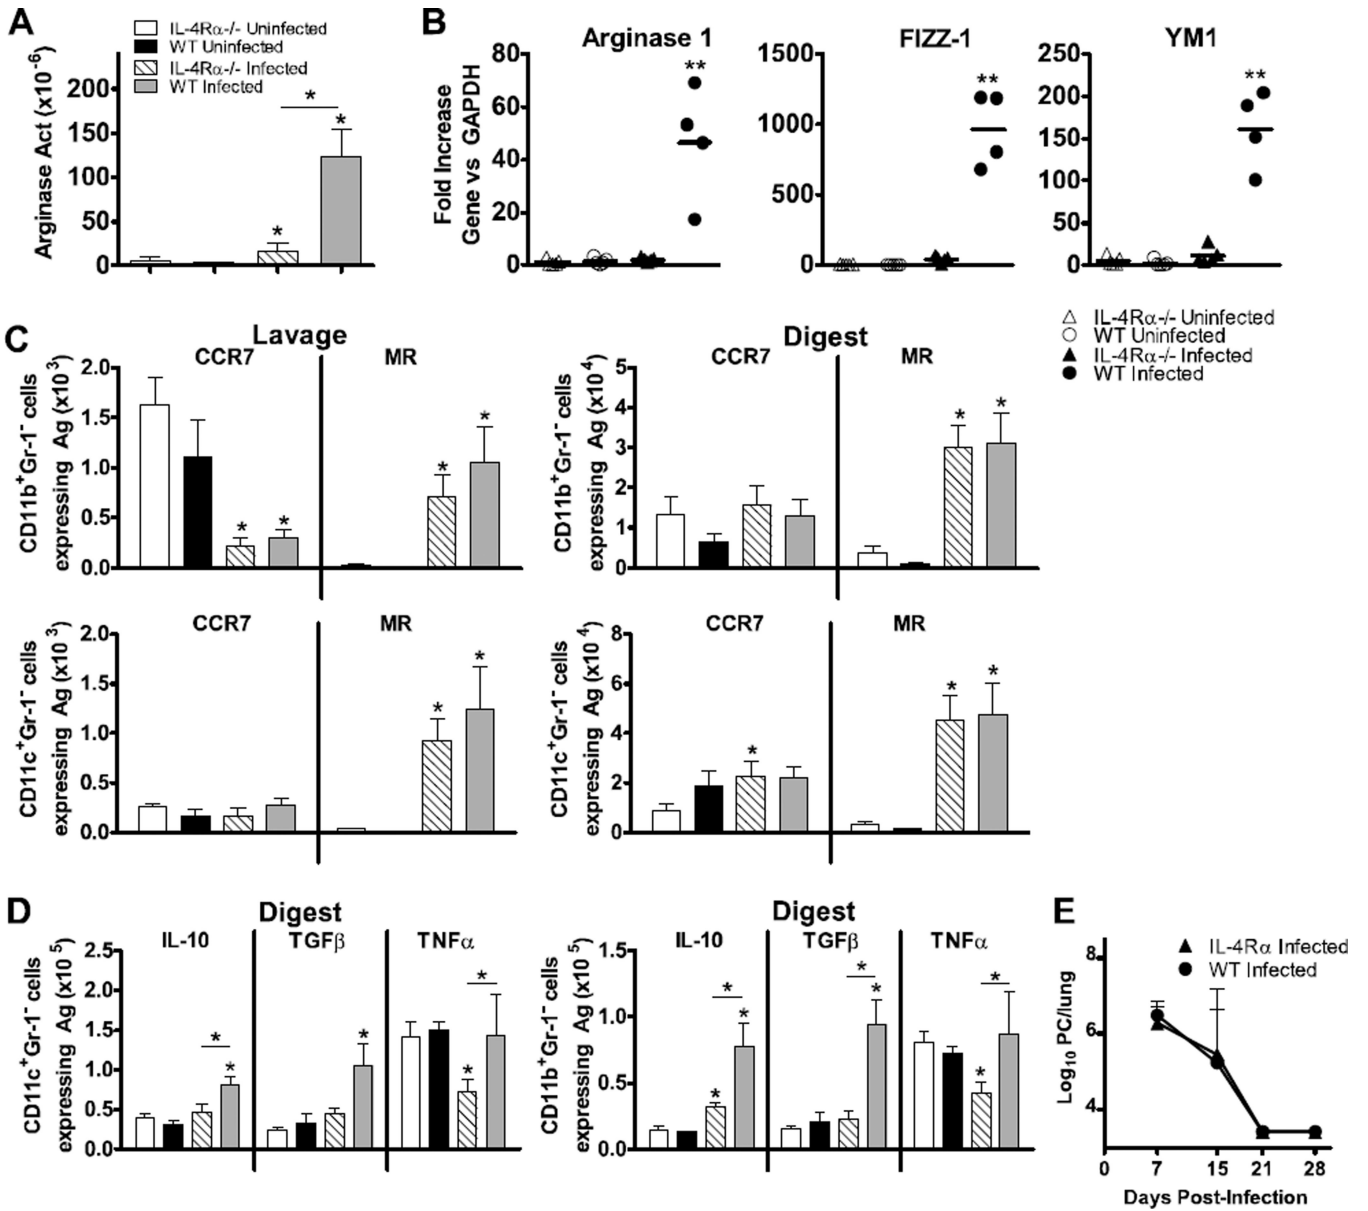 A
IL-4Rα-/- Uninfected
WT Uninfected
IL-4Rα-/- Infected
WT Infected
Arginase Act (x10-6)
200
150
100
50
0
*
*
*
B
Arginase 1
FIZZ-1
YM1
Fold Increase
Gene vs GAPDH
80
60
40
20
0
**
1500
1000
500
0
**
250
200
150
100
50
0
**
IL-4Rα-/- Uninfected
WT Uninfected
IL-4Rα-/- Infected
WT Infected
C
Lavage
Digest
CCR7
MR
CD11b+Gr-1- cells
expressing Ag (x10 3)
2.0
1.5
1.0
0.5
0.0
*
*
*
*
CCR7
MR
CD11b+Gr-1- cells
expressing Ag (x10 4)
5
4
3
2
1
0
*
*
CCR7
MR
CD11c+Gr-1- cells
expressing Ag (x10 3)
2.0
1.5
1.0
0.5
0.0
*
*
CCR7
MR
CD11c+Gr-1- cells
expressing Ag (x10 4)
8
6
4
2
0
*
*
*
D
Digest
IL-10
TGFβ
TNFα
CD11c+Gr-1- cells
expressing Ag (x10 5)
2.5
2.0
1.5
1.0
0.5
0.0
*
*
*
*
*
Digest
IL-10
TGFβ
TNFα
CD11b+Gr-1- cells
expressing Ag (x10 5)
1.5
1.0
0.5
0.0
*
*
*
*
*
*
*
E
IL-4Rα Infected
WT Infected
Log10 PC/lung
8
6
4
0
7
15
21
28
Days Post-Infection